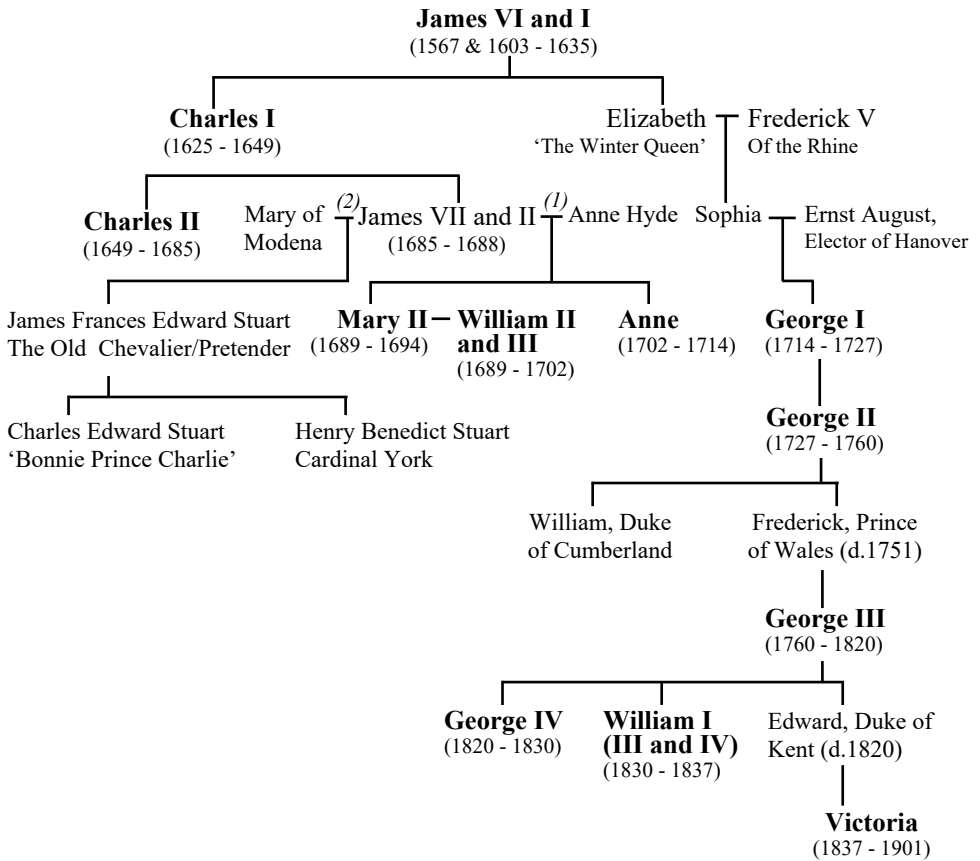 James VI and I
(1567 & 1603 - 1635)
Charles I
(1625 - 1649)
Elizabeth
‘The Winter Queen’
Frederick V
Of the Rhine
Charles II
(1649 - 1685)
Mary of
Modena
(2)
James VII and II
(1685 - 1688)
(1)
Anne Hyde
Sophia
Ernst August,
Elector of Hanover
James Frances Edward Stuart
The Old Chevalier/Pretender
Mary II
(1689 - 1694)
William II
and III
(1689 - 1702)
Anne
(1702 - 1714)
George I
(1714 - 1727)
Charles Edward Stuart
‘Bonnie Prince Charlie’
Henry Benedict Stuart
Cardinal York
George II
(1727 - 1760)
William, Duke
of Cumberland
Frederick, Prince
of Wales (d.1751)
George III
(1760 - 1820)
George IV
(1820 - 1830)
William I
(III and IV)
(1830 - 1837)
Edward, Duke of
Kent (d.1820)
Victoria
(1837 - 1901)